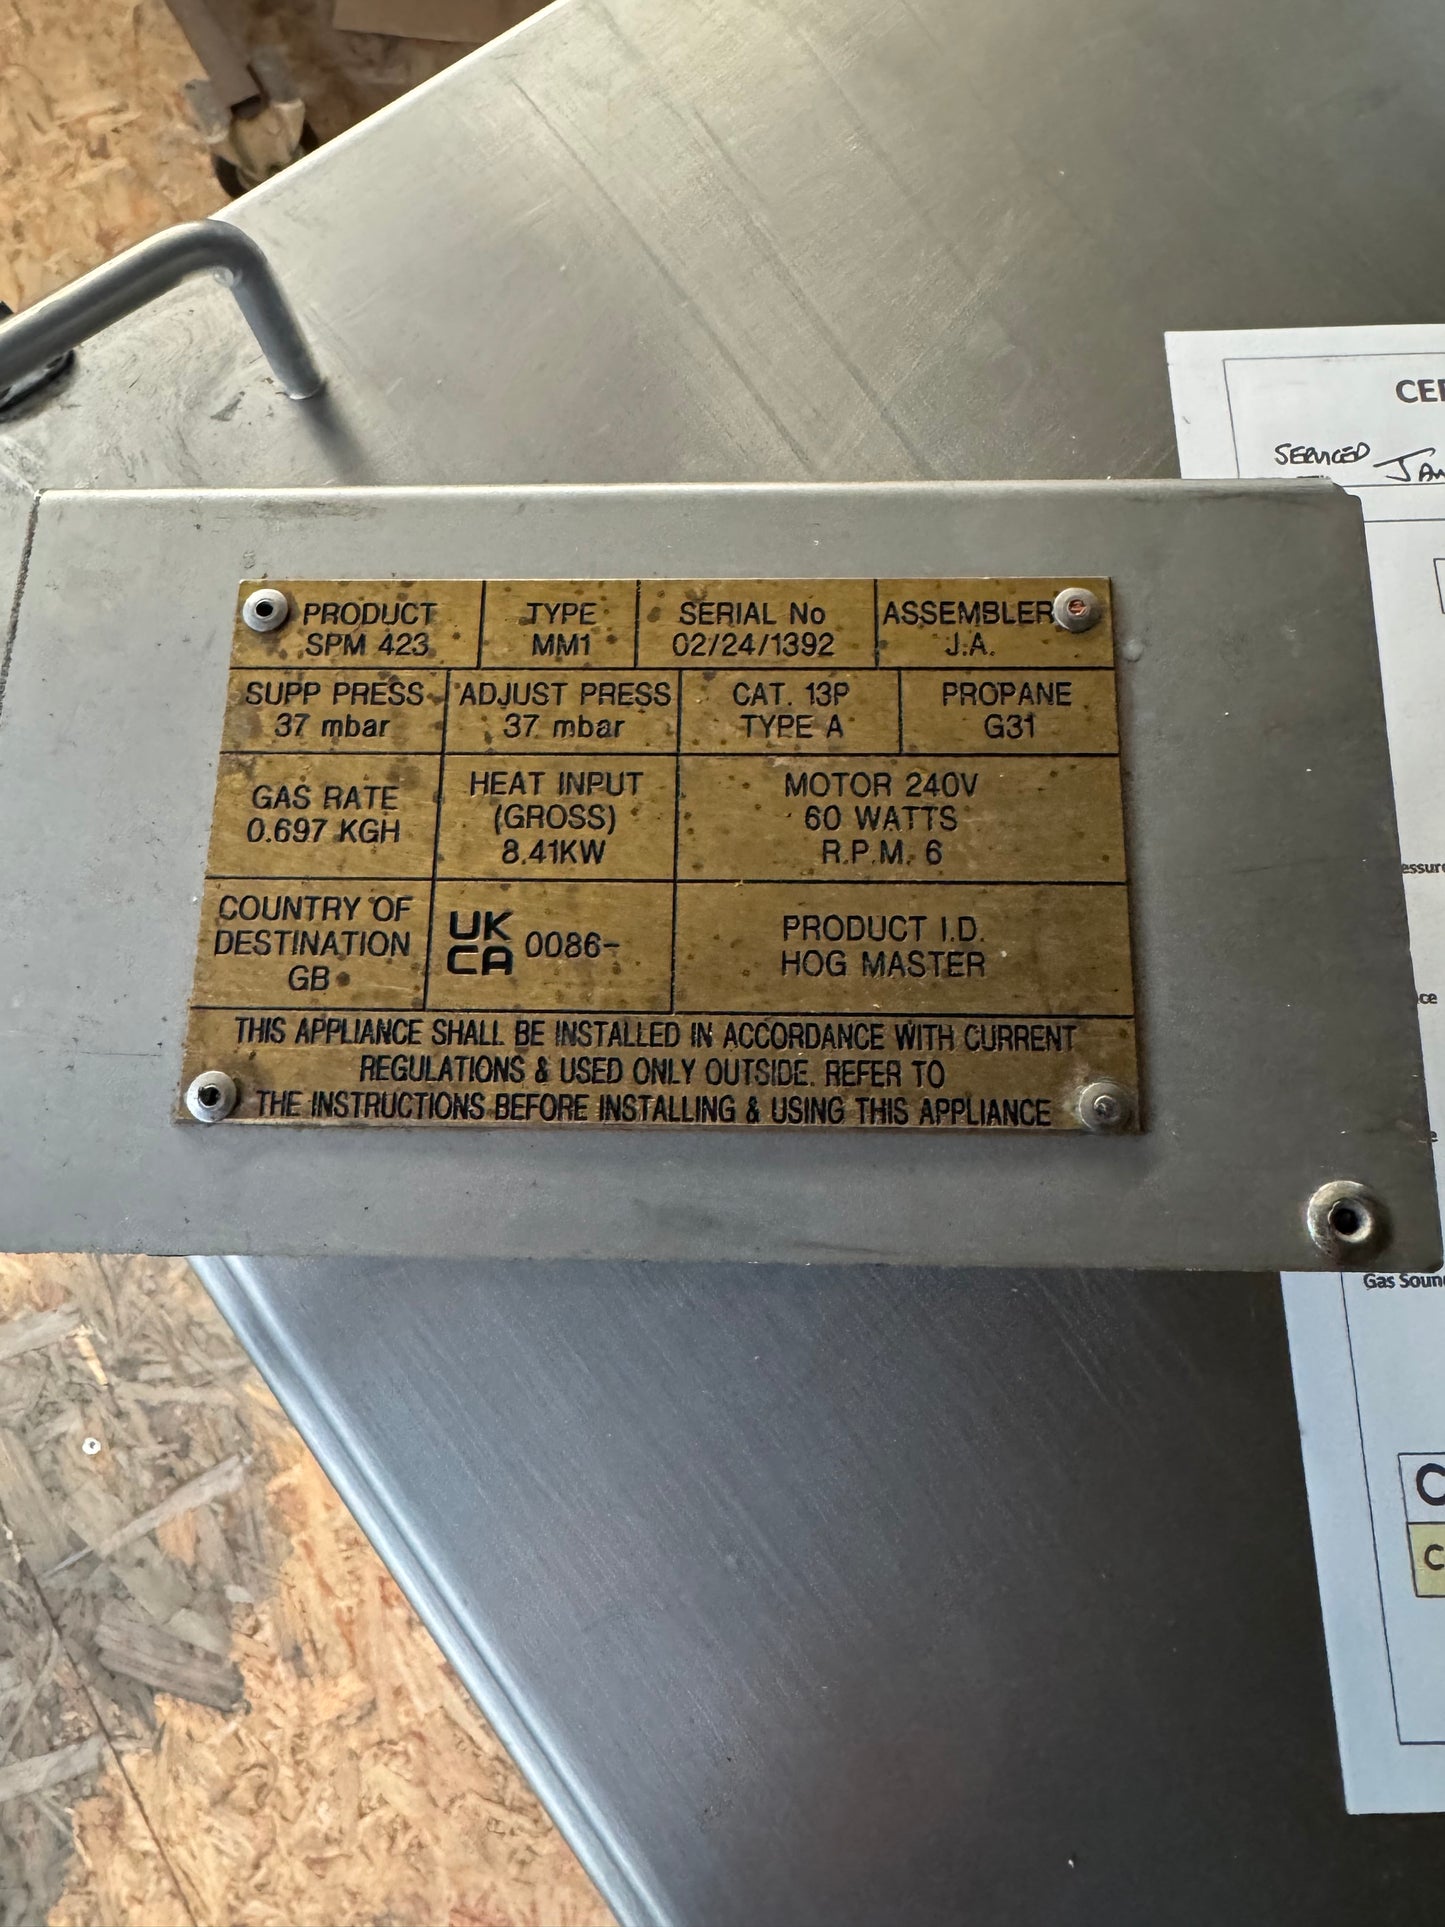 PRODUCT
SPM 423
TYPE
MM1
SERIAL No
02/24/1392
ASSEMBLER
J.A.
SUPP PRESS
37 mbar
ADJUST PRESS
37 mbar
CAT. 13P
TYPE A
PROPANE
G31
GAS RATE
0.697 KGH
HEAT INPUT
(GROSS)
8.41KW
MOTOR 240V
60 WATTS
R.P.M. 6
COUNTRY OF
DESTINATION
GB
UK
CA 0086-
PRODUCT I.D.
HOG MASTER
THIS APPLIANCE SHALL BE INSTALLED IN ACCORDANCE WITH CURRENT
REGULATIONS & USED ONLY OUTSIDE. REFER TO
THE INSTRUCTIONS BEFORE INSTALLING & USING THIS APPLIANCE
SERVICED
Gas